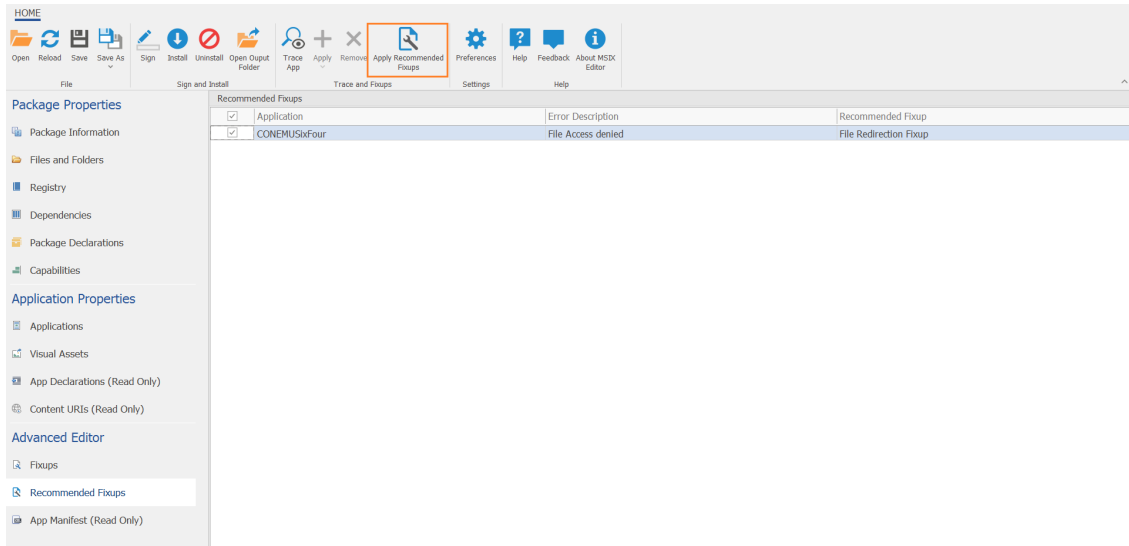 HOME
Open Reload Save Save As Sign Install Uninstall Open Ouput Folder Trace App Apply Remove Apply Recommended Fixups Preferences Help Feedback About MSIX Editor
File Sign and Install Trace and Fixups Settings Help
Package Properties
Package Information
Files and Folders
Registry
Dependencies
Package Declarations
Capabilities
Application Properties
Applications
Visual Assets
App Declarations (Read Only)
Content URIs (Read Only)
Advanced Editor
Fixups
Recommended Fixups
App Manifest (Read Only)
Recommended Fixups
Application Error Description Recommended Fixup
CONEMUSixFour File Access denied File Redirection Fixup